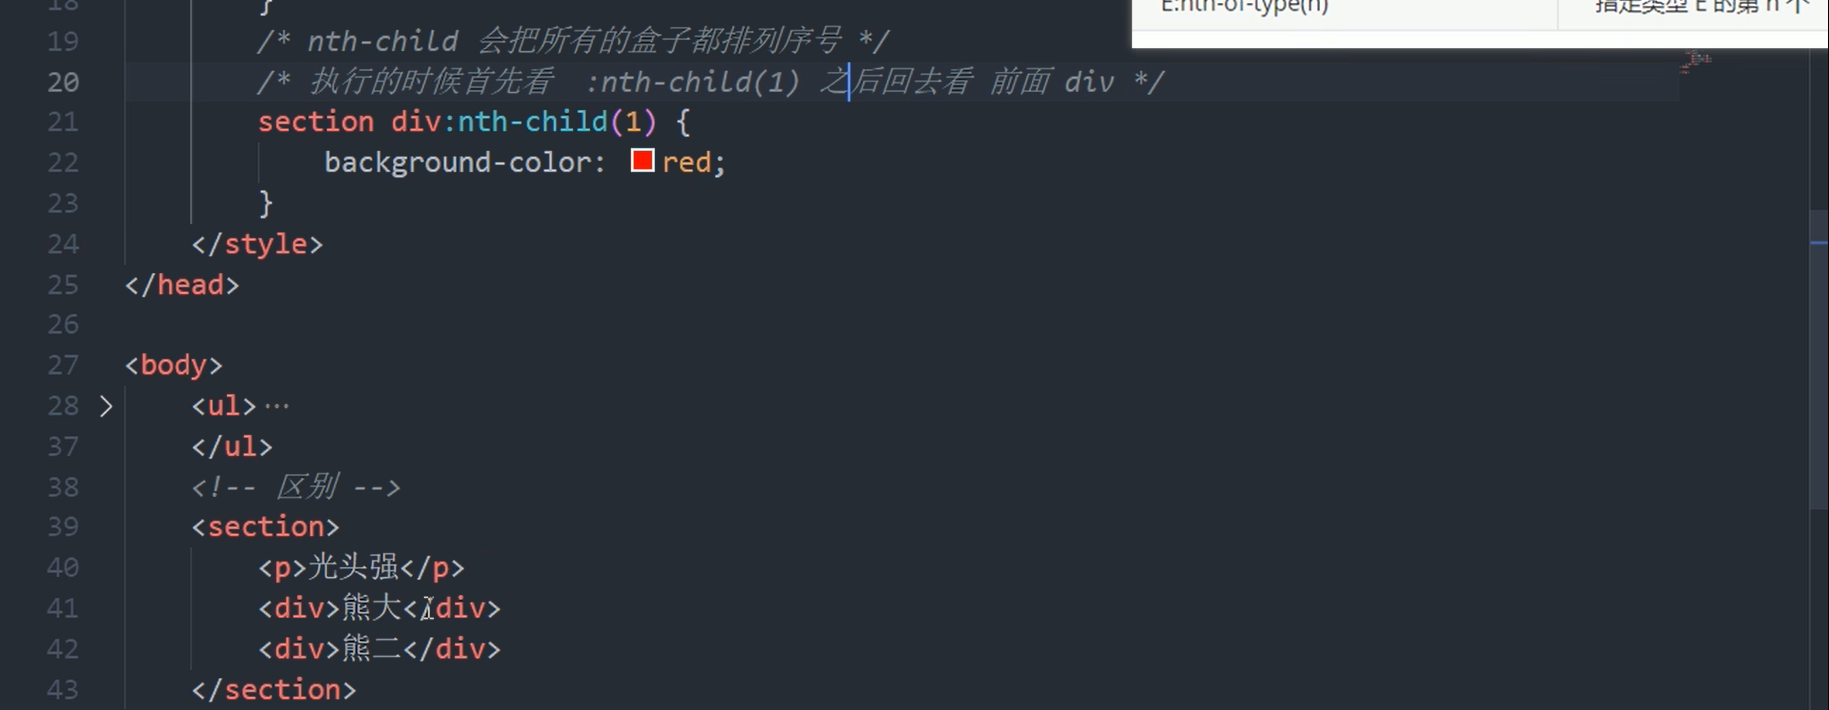 18 }
E:nth-of-type(n) 指定类型 E 的第 n 个
19 /* nth-child 会把所有的盒子都排列序号 */
20 /* 执行的时候首先看  :nth-child(1) 之后回去看 前面 div */
21 section div:nth-child(1) {
22 background-color: red;
23 }
24 </style>
25 </head>
26
27 <body>
28 <ul>···
37 </ul>
38 <!-- 区别 -->
39 <section>
40 <p>光头强</p>
41 <div>熊大</div>
42 <div>熊二</div>
43 </section>